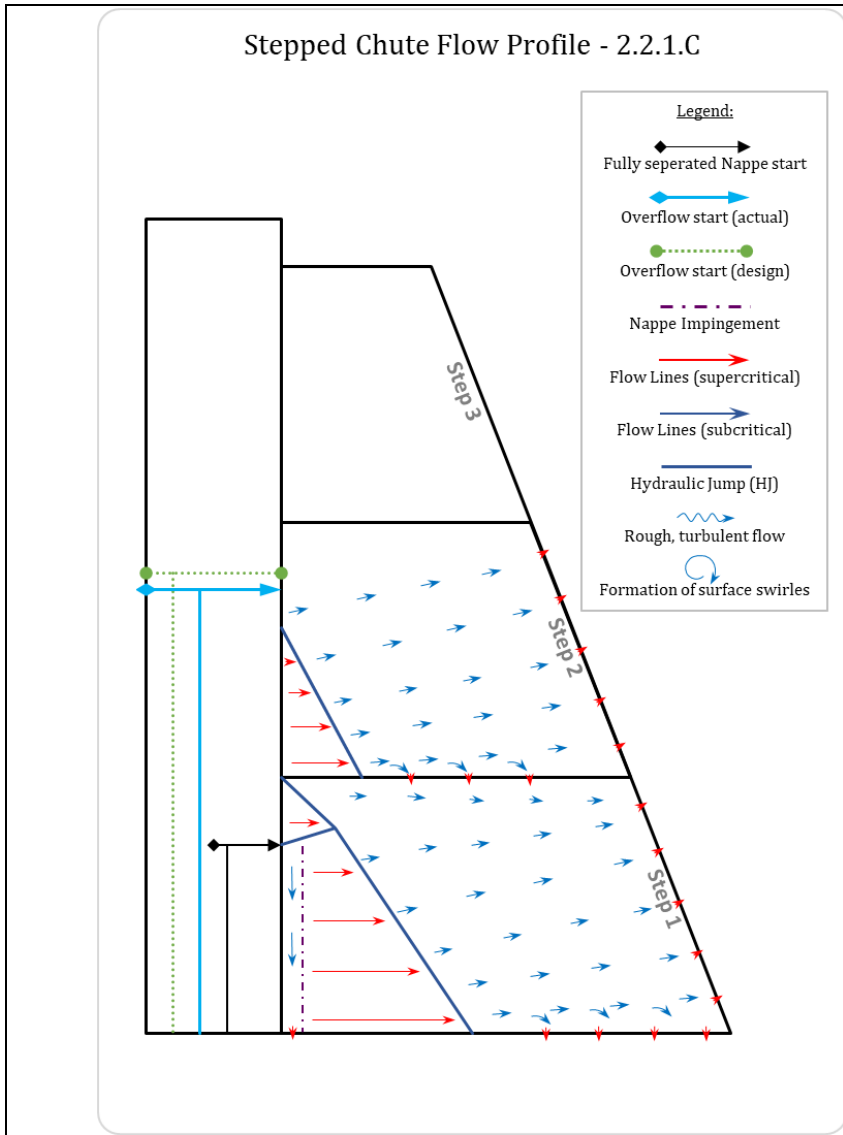 Stepped Chute Flow Profile - 2.2.1.C
Legend:
Fully seperated Nappe start
Overflow start (actual)
Overflow start (design)
Nappe Impingement
Flow Lines (supercritical)
Flow Lines (subcritical)
Hydraulic Jump (HJ)
Rough, turbulent flow
Formation of surface swirles
Step 3
Step 2
Step 1